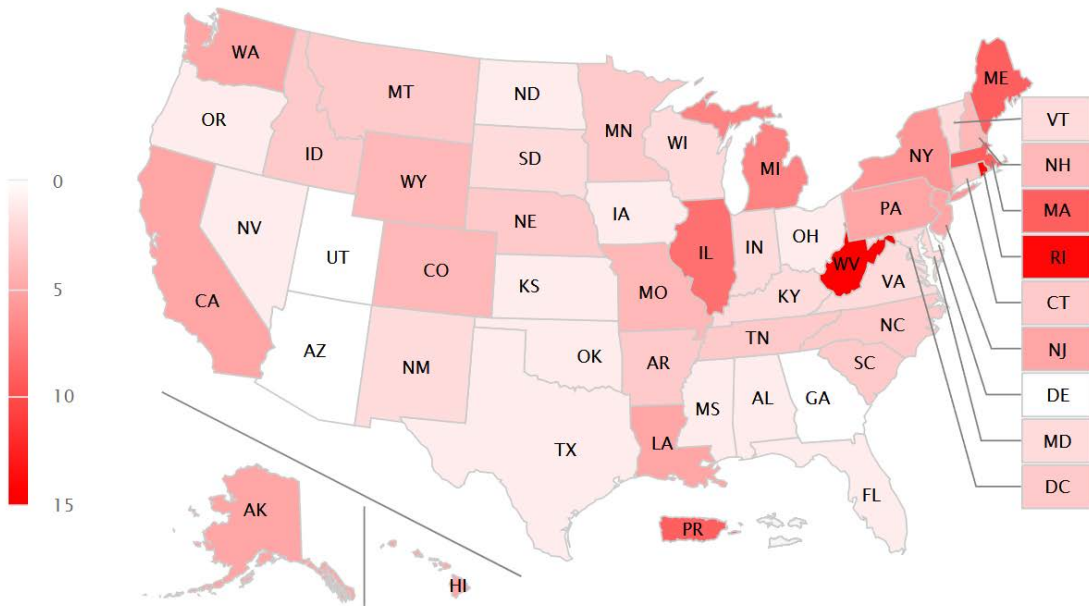 ME
WA
VT
MT
ND
OR
MN
NH
ID
WI
NY
SD
MI
MA
WY
0
PA
RI
IA
NE
NV
OH
IL
IN
UT
WV
CO
CT
VA
KS
MO
5
CA
KY
NJ
NC
TN
AZ
OK
NM
AR
SC
DE
10
MS
AL
GA
MD
LA
TX
DC
FL
15
AK
PR
HI